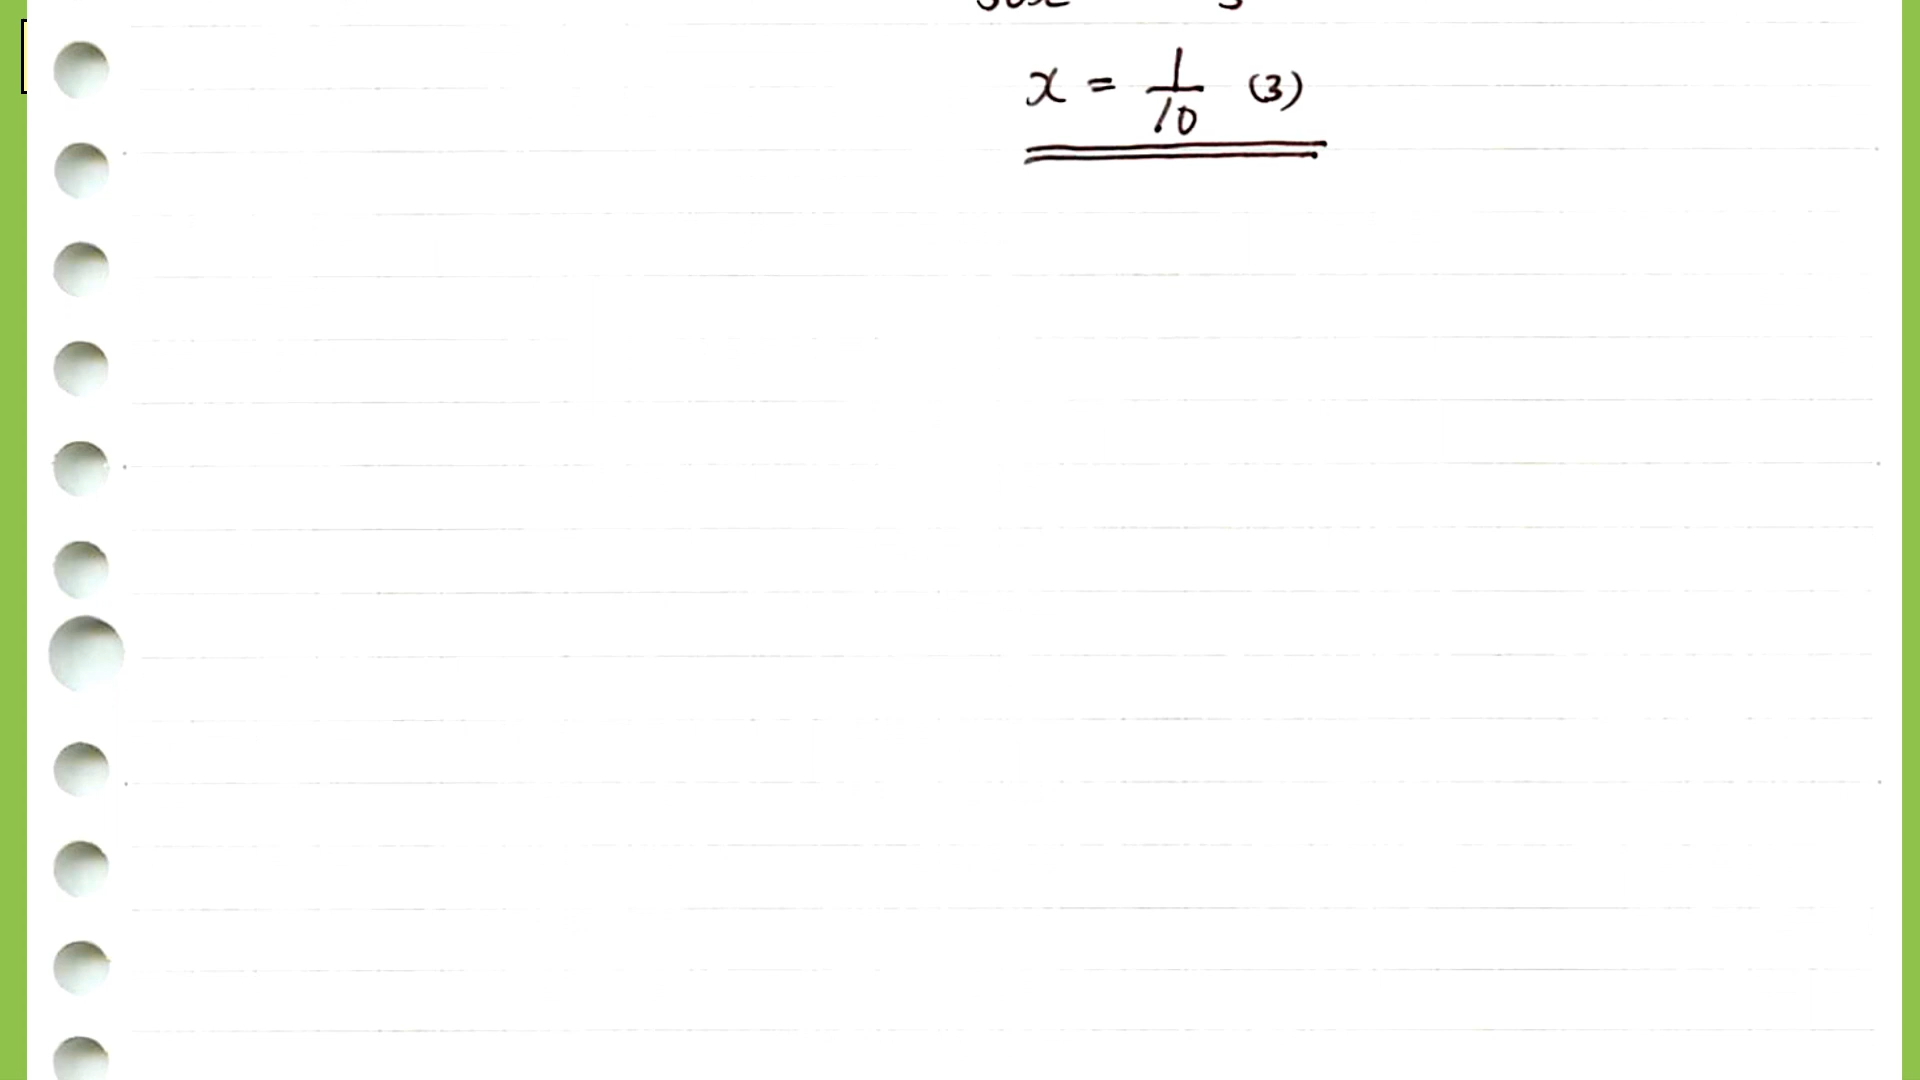 x = 1/10 (3)